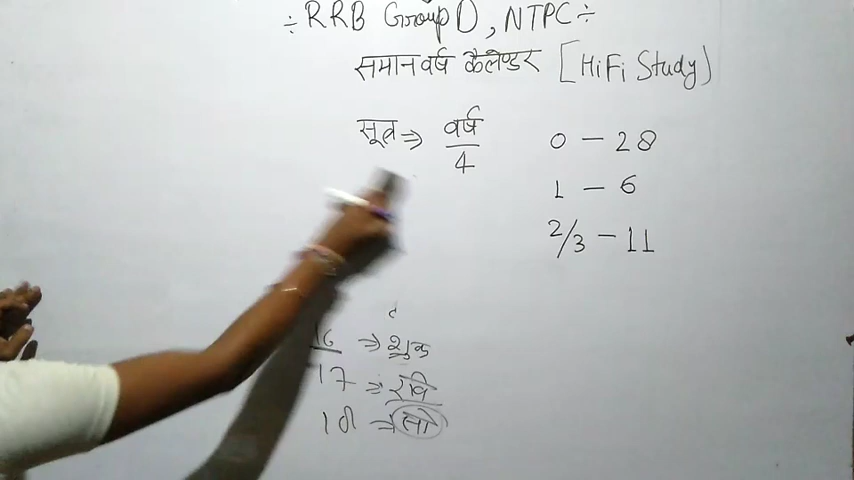 ÷ RRB Group D, NTPC ÷
समान वर्ष कैलेण्डर [HiFi Study)
सूत्र ⇒ वर्ष/4
0 – 28
1 – 6
2/3 – 11
16 ⇒ शुक्र
17 ⇒ रवि
18 ⇒ सो